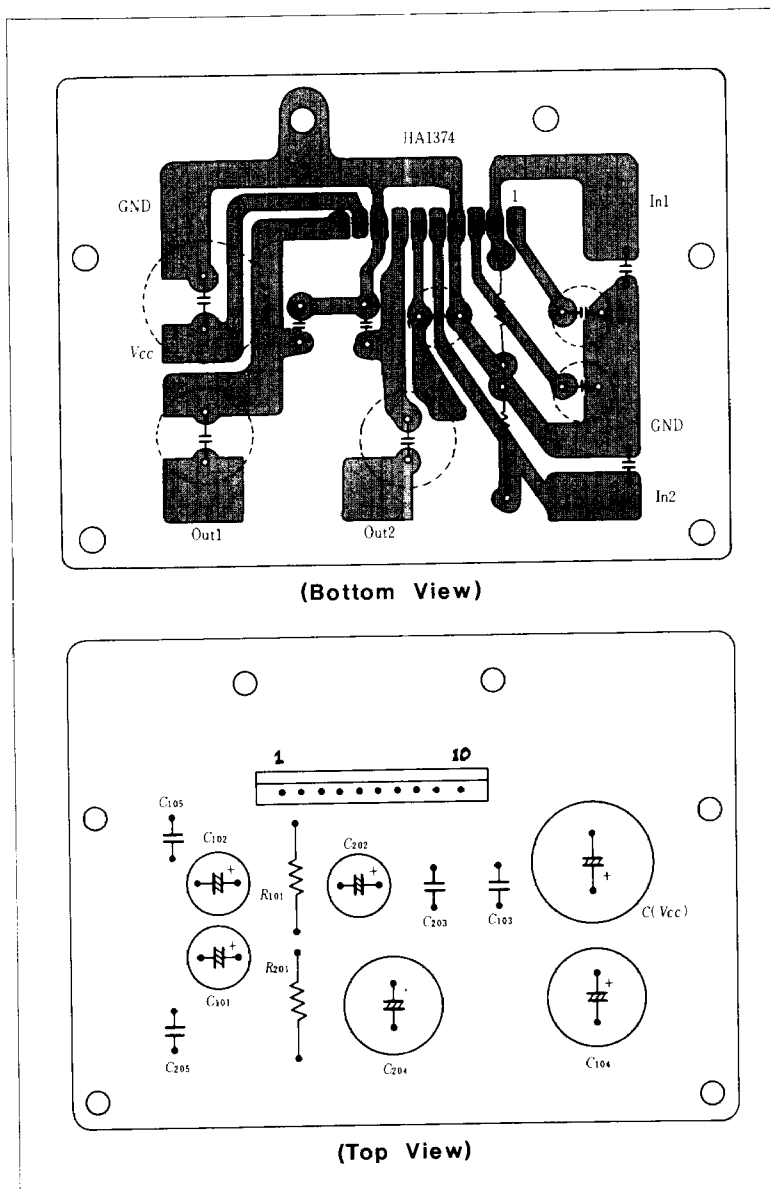 HA1374
GND
1
In1
Vcc
GND
In2
Out1
Out2
(Bottom View)
1
10
C105
C102
C202
R101
C203
C103
C(Vcc)
R201
C101
C205
C204
C104
(Top View)